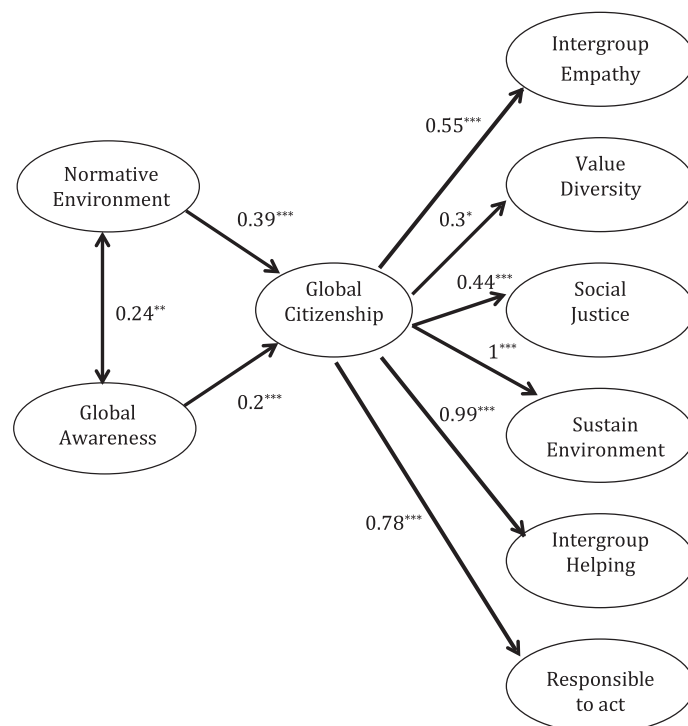 Intergroup
Empathy
0.55***
Value
Diversity
Normative
Environment
0.39***
0.3*
Global
Citizenship
0.44***
Social
Justice
0.24**
1***
0.2***
Global
Awareness
0.99***
Sustain
Environment
0.78***
Intergroup
Helping
Responsible
to act